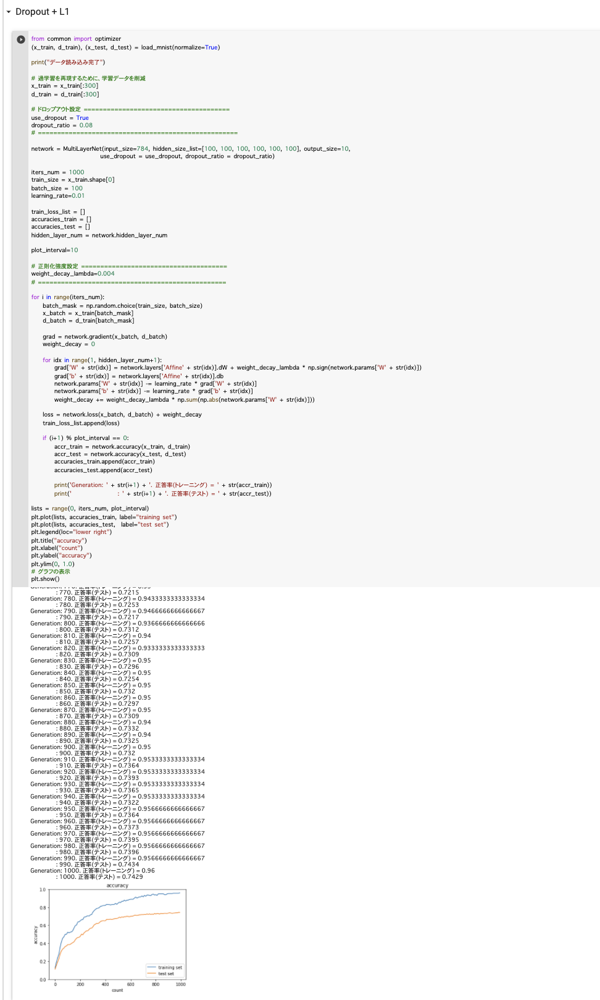 Dropout + L1
from common import optimizer
(x_train, d_train), (x_test, d_test) = load_mnist(normalize=True)
print("データ読み込み完了")
# 過学習を再現するために、学習データを削減
x_train = x_train[:300]
d_train = d_train[:300]
# ドロップアウト設定 ======================================
use_dropout = True
dropout_ratio = 0.08
# ====================================================
network = MultiLayerNet(input_size=784, hidden_size_list=[100, 100, 100, 100, 100, 100], output_size=10,
use_dropout = use_dropout, dropout_ratio = dropout_ratio)
iters_num = 1000
train_size = x_train.shape[0]
batch_size = 100
learning_rate=0.01
train_loss_list = []
accuracies_train = []
accuracies_test = []
hidden_layer_num = network.hidden_layer_num
plot_interval=10
# 正則化強度設定 ======================================
weight_decay_lambda=0.004
# =================================================
for i in range(iters_num):
batch_mask = np.random.choice(train_size, batch_size)
x_batch = x_train[batch_mask]
d_batch = d_train[batch_mask]
grad = network.gradient(x_batch, d_batch)
weight_decay = 0
for idx in range(1, hidden_layer_num+1):
grad['W' + str(idx)] = network.layers['Affine' + str(idx)].dW + weight_decay_lambda * np.sign(network.params['W' + str(idx)])
grad['b' + str(idx)] = network.layers['Affine' + str(idx)].db
network.params['W' + str(idx)] -= learning_rate * grad['W' + str(idx)]
network.params['b' + str(idx)] -= learning_rate * grad['b' + str(idx)]
weight_decay += weight_decay_lambda * np.sum(np.abs(network.params['W' + str(idx)]))
loss = network.loss(x_batch, d_batch) + weight_decay
train_loss_list.append(loss)
if (i+1) % plot_interval == 0:
accr_train = network.accuracy(x_train, d_train)
accr_test = network.accuracy(x_test, d_test)
accuracies_train.append(accr_train)
accuracies_test.append(accr_test)
print('Generation: ' + str(i+1) + '. 正答率(トレーニング) = ' + str(accr_train))
print('                : ' + str(i+1) + '. 正答率(テスト) = ' + str(accr_test))
lists = range(0, iters_num, plot_interval)
plt.plot(lists, accuracies_train, label="training set")
plt.plot(lists, accuracies_test,  label="test set")
plt.legend(loc="lower right")
plt.title("accuracy")
plt.xlabel("count")
plt.ylabel("accuracy")
plt.ylim(0, 1.0)
# グラフの表示
plt.show()
Generation: 770. 正答率(トレーニング) = 0.95
: 770. 正答率(テスト) = 0.7215
Generation: 780. 正答率(トレーニング) = 0.9433333333333334
: 780. 正答率(テスト) = 0.7253
Generation: 790. 正答率(トレーニング) = 0.9466666666666667
: 790. 正答率(テスト) = 0.7217
Generation: 800. 正答率(トレーニング) = 0.9366666666666666
: 800. 正答率(テスト) = 0.7312
Generation: 810. 正答率(トレーニング) = 0.94
: 810. 正答率(テスト) = 0.7257
Generation: 820. 正答率(トレーニング) = 0.9333333333333333
: 820. 正答率(テスト) = 0.7309
Generation: 830. 正答率(トレーニング) = 0.95
: 830. 正答率(テスト) = 0.7296
Generation: 840. 正答率(トレーニング) = 0.95
: 840. 正答率(テスト) = 0.7254
Generation: 850. 正答率(トレーニング) = 0.95
: 850. 正答率(テスト) = 0.732
Generation: 860. 正答率(トレーニング) = 0.95
: 860. 正答率(テスト) = 0.7297
Generation: 870. 正答率(トレーニング) = 0.95
: 870. 正答率(テスト) = 0.7309
Generation: 880. 正答率(トレーニング) = 0.94
: 880. 正答率(テスト) = 0.7332
Generation: 890. 正答率(トレーニング) = 0.94
: 890. 正答率(テスト) = 0.7325
Generation: 900. 正答率(トレーニング) = 0.95
: 900. 正答率(テスト) = 0.732
Generation: 910. 正答率(トレーニング) = 0.9533333333333334
: 910. 正答率(テスト) = 0.7364
Generation: 920. 正答率(トレーニング) = 0.9533333333333334
: 920. 正答率(テスト) = 0.7393
Generation: 930. 正答率(トレーニング) = 0.9533333333333334
: 930. 正答率(テスト) = 0.7365
Generation: 940. 正答率(トレーニング) = 0.9533333333333334
: 940. 正答率(テスト) = 0.7322
Generation: 950. 正答率(トレーニング) = 0.9566666666666667
: 950. 正答率(テスト) = 0.7364
Generation: 960. 正答率(トレーニング) = 0.9566666666666667
: 960. 正答率(テスト) = 0.7373
Generation: 970. 正答率(トレーニング) = 0.9566666666666667
: 970. 正答率(テスト) = 0.7395
Generation: 980. 正答率(トレーニング) = 0.9566666666666667
: 980. 正答率(テスト) = 0.7396
Generation: 990. 正答率(トレーニング) = 0.9566666666666667
: 990. 正答率(テスト) = 0.7434
Generation: 1000. 正答率(トレーニング) = 0.96
: 1000. 正答率(テスト) = 0.7429
accuracy
1.0
0.8
0.6
0.4
0.2
0.0
accuracy
training set
test set
0 200 400 600 800 1000
count